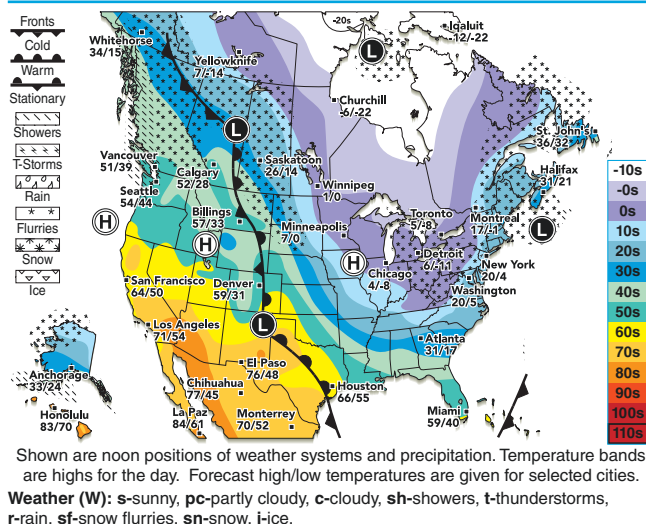 Fronts
Cold
Warm
Stationary
Showers
T-Storms
Rain
Flurries
Snow
Ice
-20s
Iqaluit
-12/-22
Whitehorse
34/15
Yellowknife
7/-14
L
Churchill
-6/-22
L
St. John's
36/32
Vancouver
51/39
Calgary
52/28
Saskatoon
26/14
Winnipeg
1/0
Halifax
31/21
Seattle
54/44
Billings
57/33
Minneapolis
7/0
Toronto
5/-8
Montreal
17/-1
L
H
H
H
Detroit
6/-11
New York
20/4
San Francisco
64/50
Denver
59/31
Chicago
4/-8
Washington
20/5
Los Angeles
71/54
L
Atlanta
31/17
El Paso
76/48
Anchorage
33/24
Chihuahua
77/45
Houston
66/55
Honolulu
83/70
La Paz
84/61
Monterrey
70/52
Miami
59/40
-10s
-0s
0s
10s
20s
30s
40s
50s
60s
70s
80s
90s
100s
110s
Shown are noon positions of weather systems and precipitation. Temperature bands
are highs for the day. Forecast high/low temperatures are given for selected cities.
Weather (W): s-sunny, pc-partly cloudy, c-cloudy, sh-showers, t-thunderstorms,
r-rain, sf-snow flurries, sn-snow, i-ice.